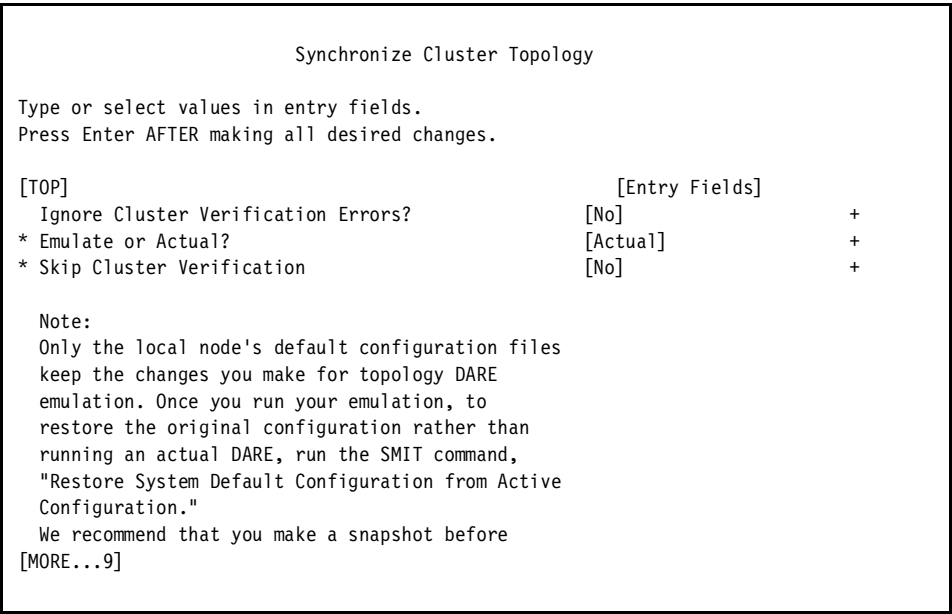 Synchronize Cluster Topology
Type or select values in entry fields.
Press Enter AFTER making all desired changes.
[TOP] [Entry Fields]
Ignore Cluster Verification Errors? [No] +
* Emulate or Actual? [Actual] +
* Skip Cluster Verification [No] +
Note:
Only the local node's default configuration files
keep the changes you make for topology DARE
emulation. Once you run your emulation, to
restore the original configuration rather than
running an actual DARE, run the SMIT command,
"Restore System Default Configuration from Active
Configuration."
We recommend that you make a snapshot before
[MORE...9]